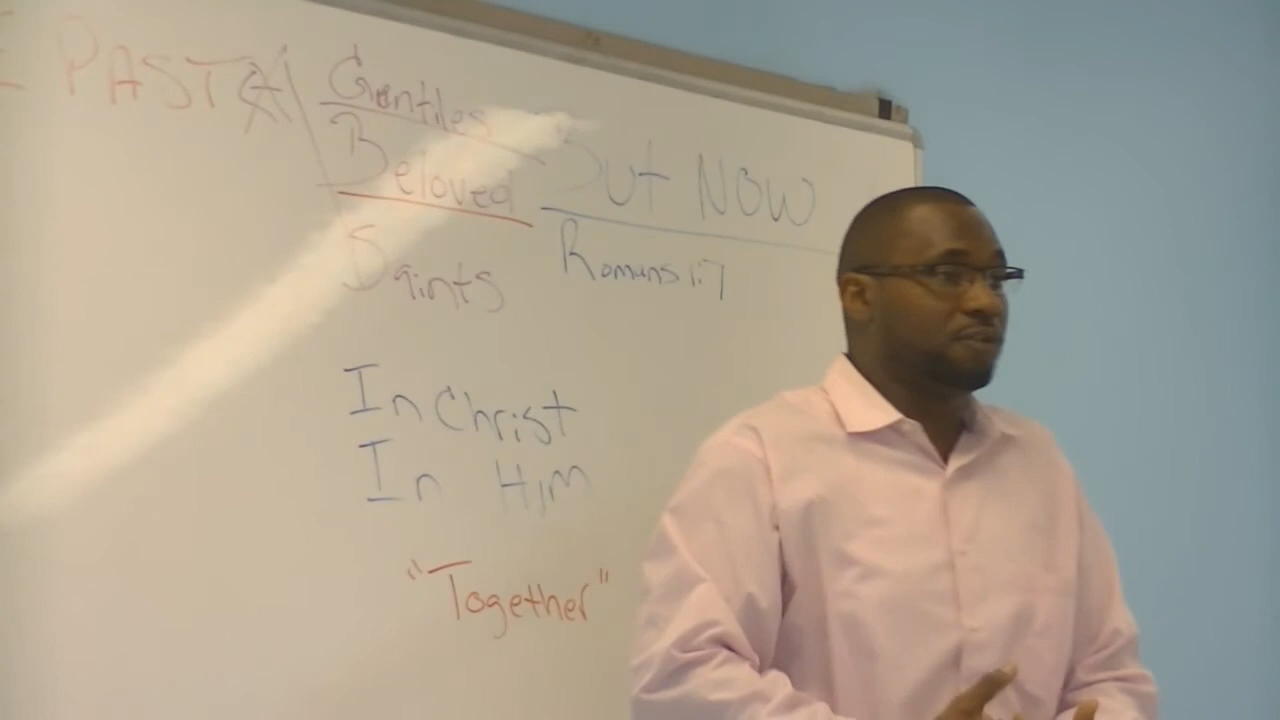 PAST
Gentiles
Beloved
But NOW
Saints
Romans 1:7
In Christ
In Him
"Together"